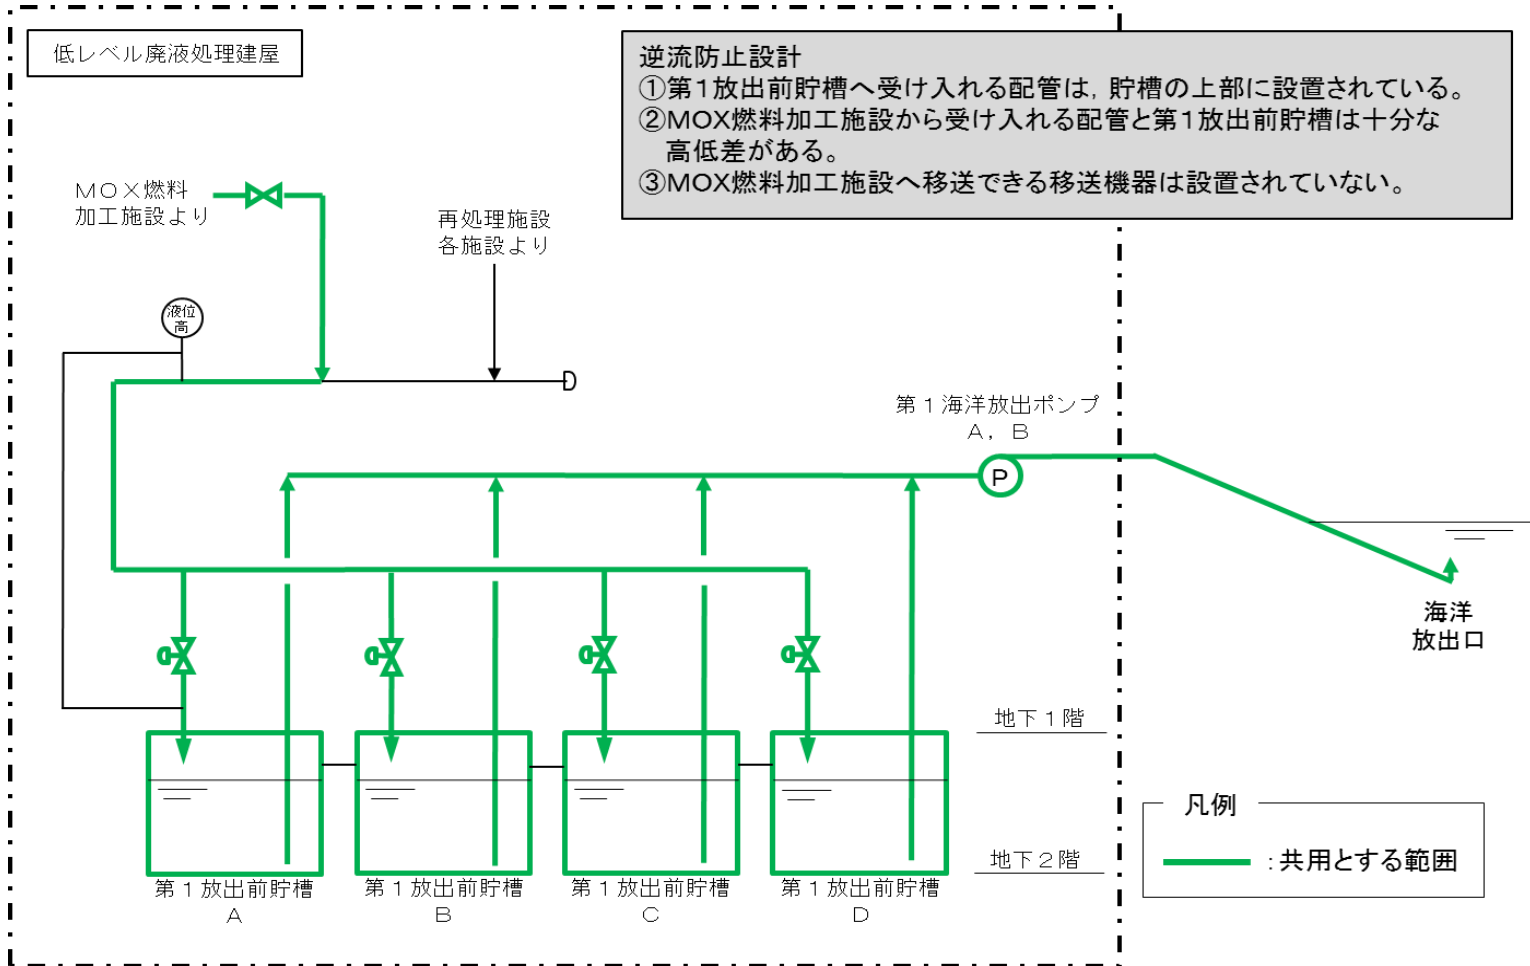 低レベル廃液処理建屋
逆流防止設計
①第1放出前貯槽へ受け入れる配管は,貯槽の上部に設置されている。
②MOX燃料加工施設から受け入れる配管と第1放出前貯槽は十分な
高低差がある。
③MOX燃料加工施設へ移送できる移送機器は設置されていない。
MOX燃料
加工施設より
再処理施設
各施設より
液位
高
第1海洋放出ポンプ
A,B
P
海洋
放出口
地下1階
地下2階
第1放出前貯槽
A
第1放出前貯槽
B
第1放出前貯槽
C
第1放出前貯槽
D
凡例
:共用とする範囲